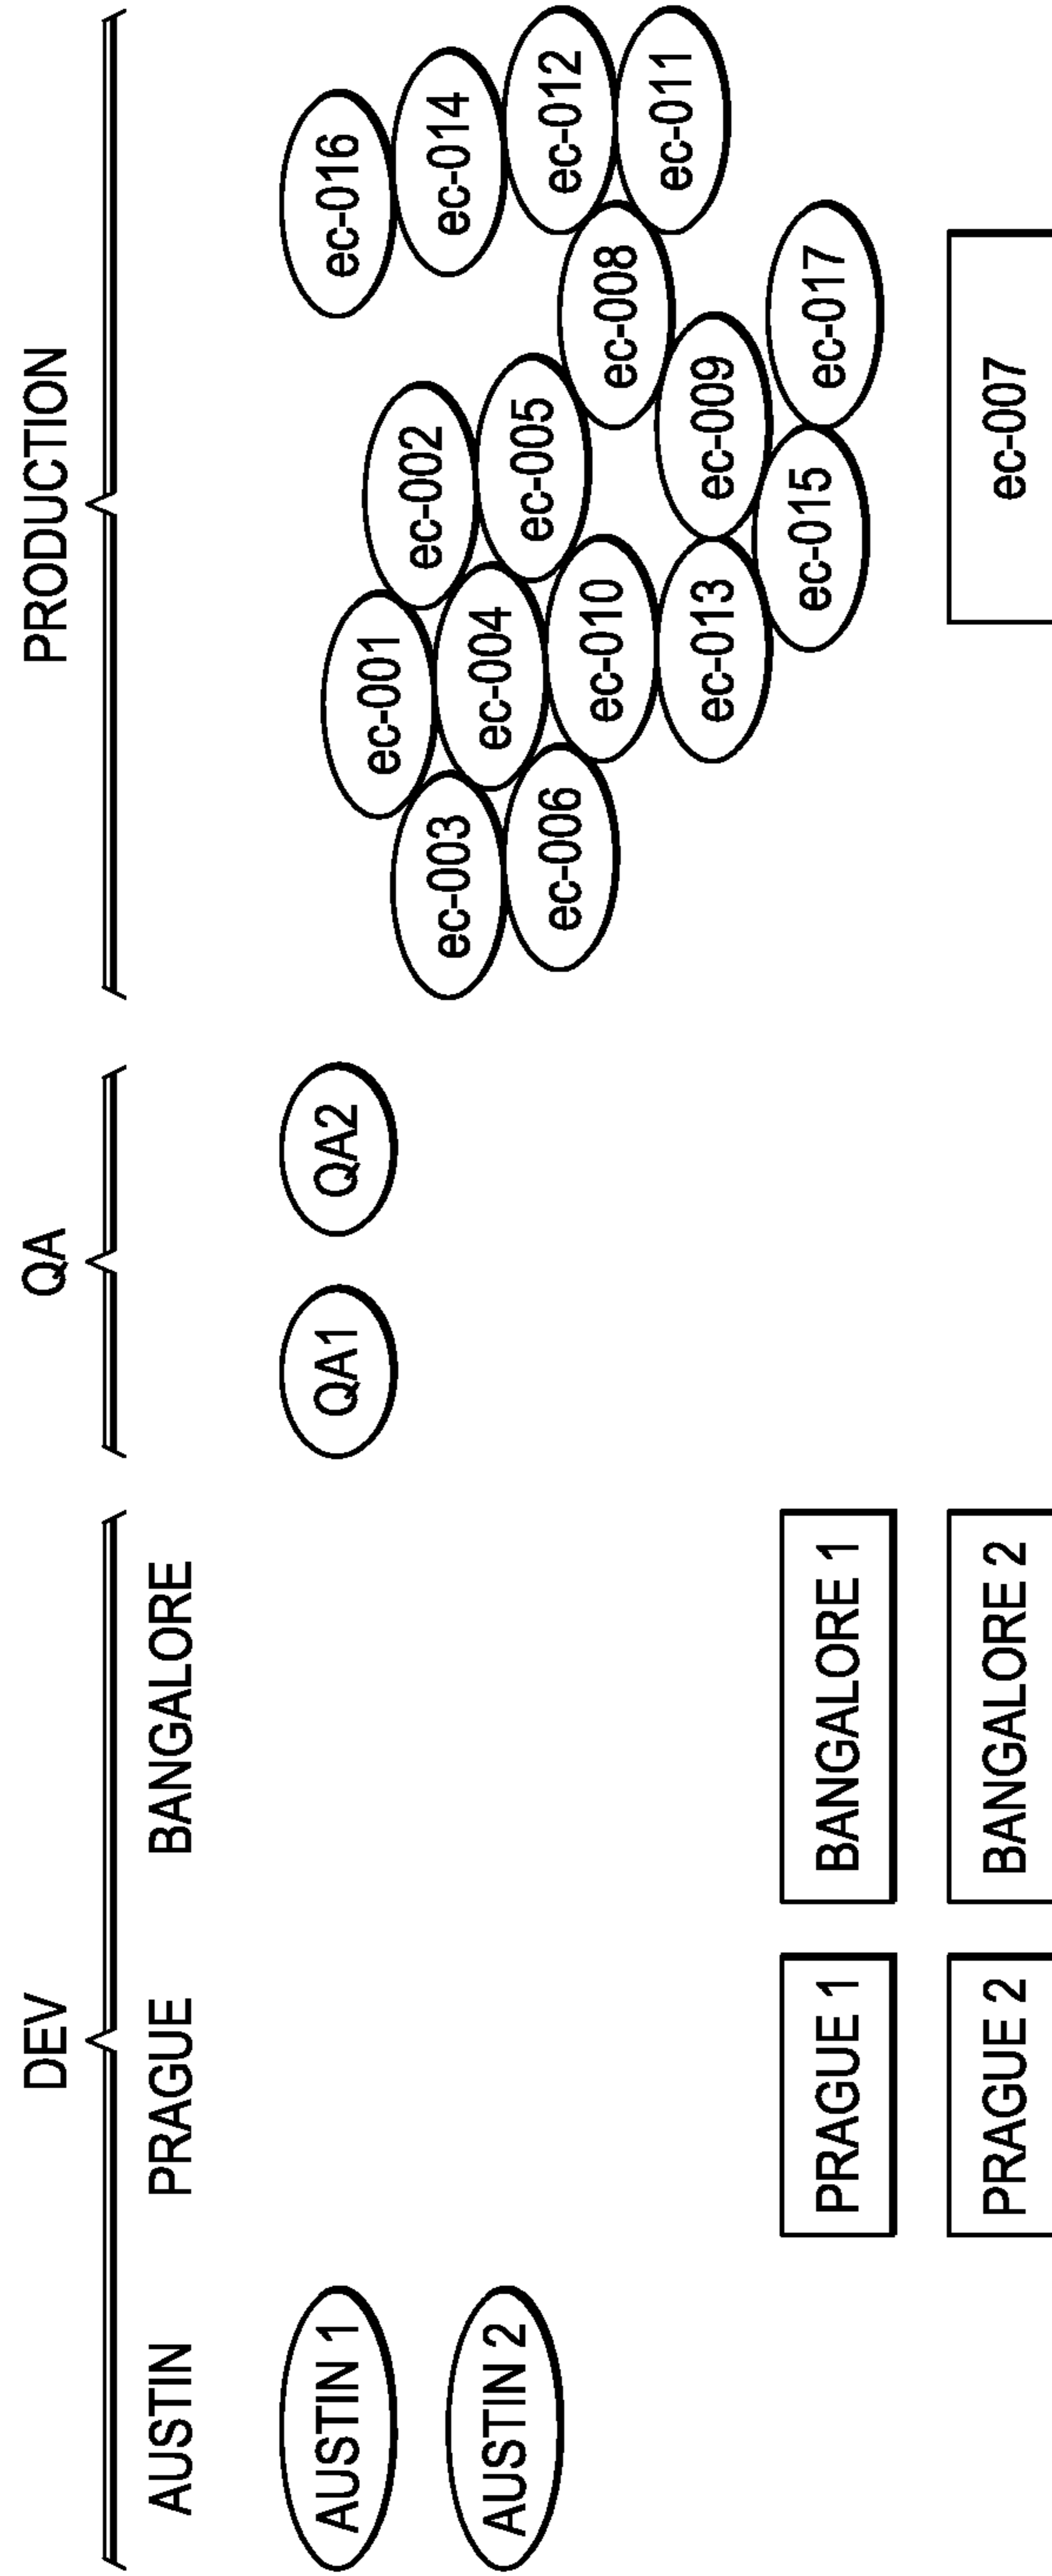 DEV
QA
PRODUCTION
AUSTIN
PRAGUE
BANGALORE
AUSTIN 1
AUSTIN 2
PRAGUE 1
PRAGUE 2
BANGALORE 1
BANGALORE 2
QA1
QA2
ec-016
ec-001
ec-002
ec-014
ec-003
ec-004
ec-005
ec-012
ec-006
ec-010
ec-008
ec-011
ec-013
ec-009
ec-015
ec-017
ec-007